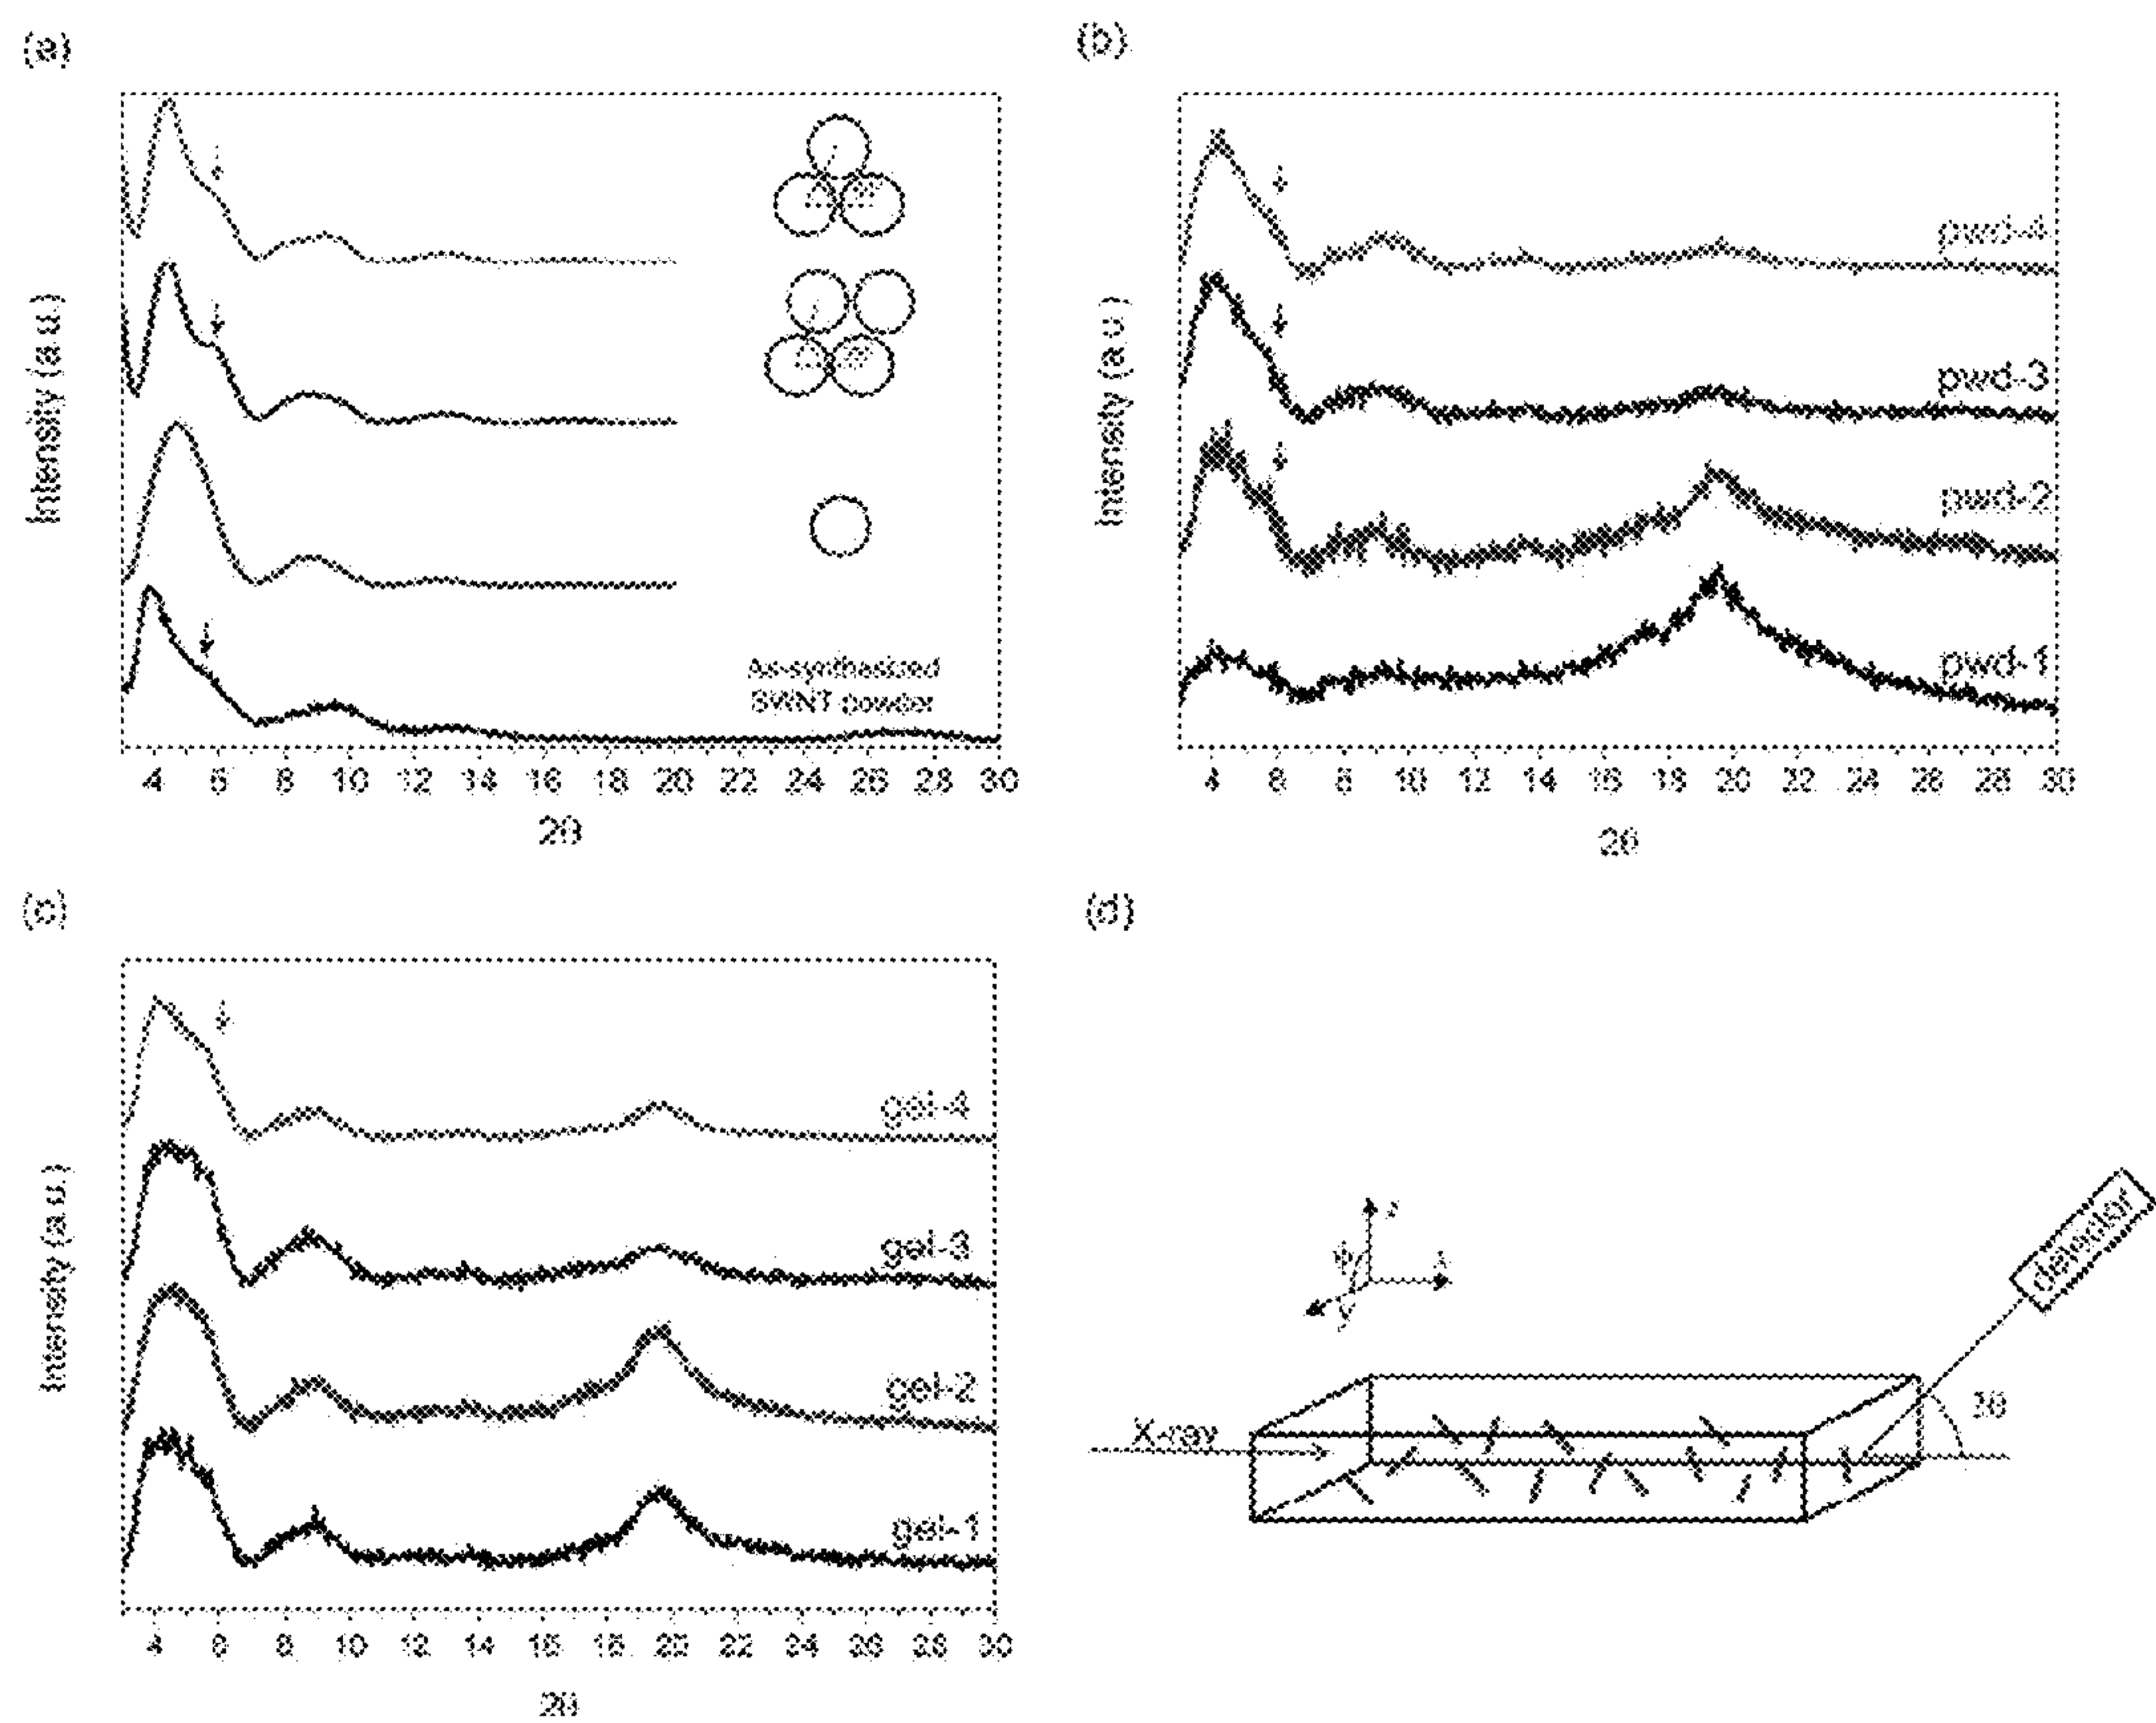 (a)
Intensity (a.u.)
As-synthesized
SWNT powder
4 6 8 10 12 14 16 18 20 22 24 26 28 30
2θ
(b)
Intensity (a.u.)
pwd-4
pwd-3
pwd-2
pwd-1
4 6 8 10 12 14 16 18 20 22 24 26 28 30
2θ
(c)
Intensity (a.u.)
gel-4
gel-3
gel-2
gel-1
4 6 8 10 12 14 16 18 20 22 24 26 28 30
2θ
(d)
z
x
y
detector
X-ray
2θ